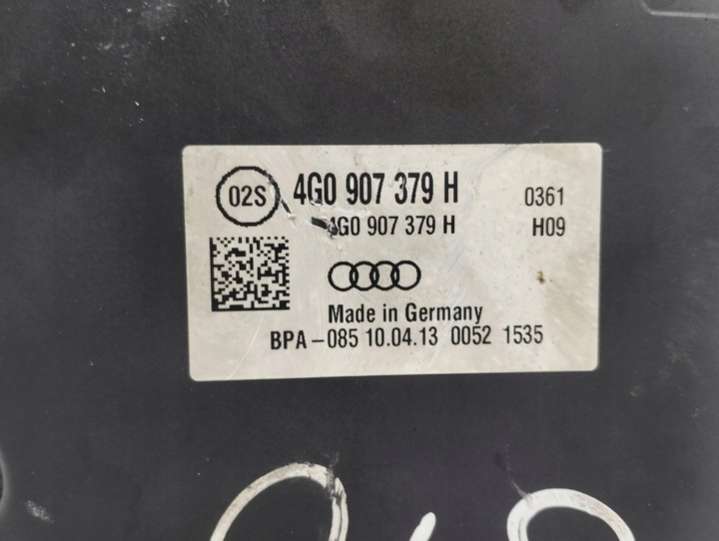 02S 4G0 907 379 H 0361
4G0 907 379 H H09
Made in Germany
BPA-085 10.04.13 0052 1535